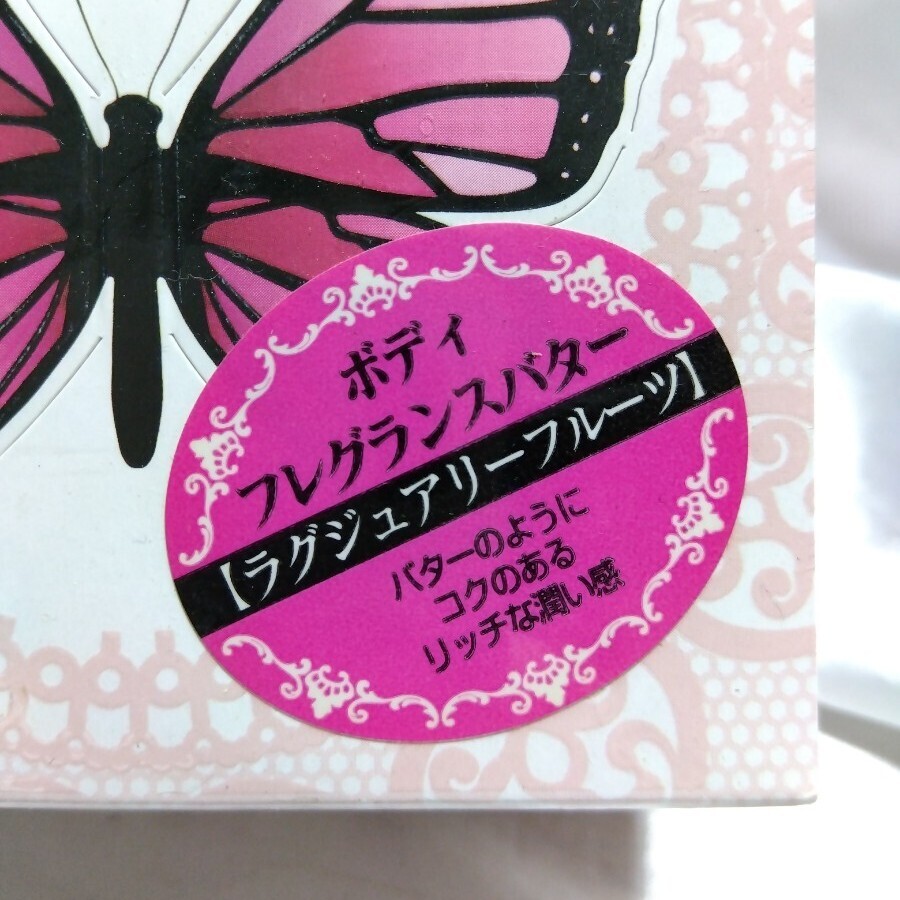 ボディ
フレグランスバター
【ラグジュアリーフルーツ】
バターのように
コクのある
リッチな潤い感